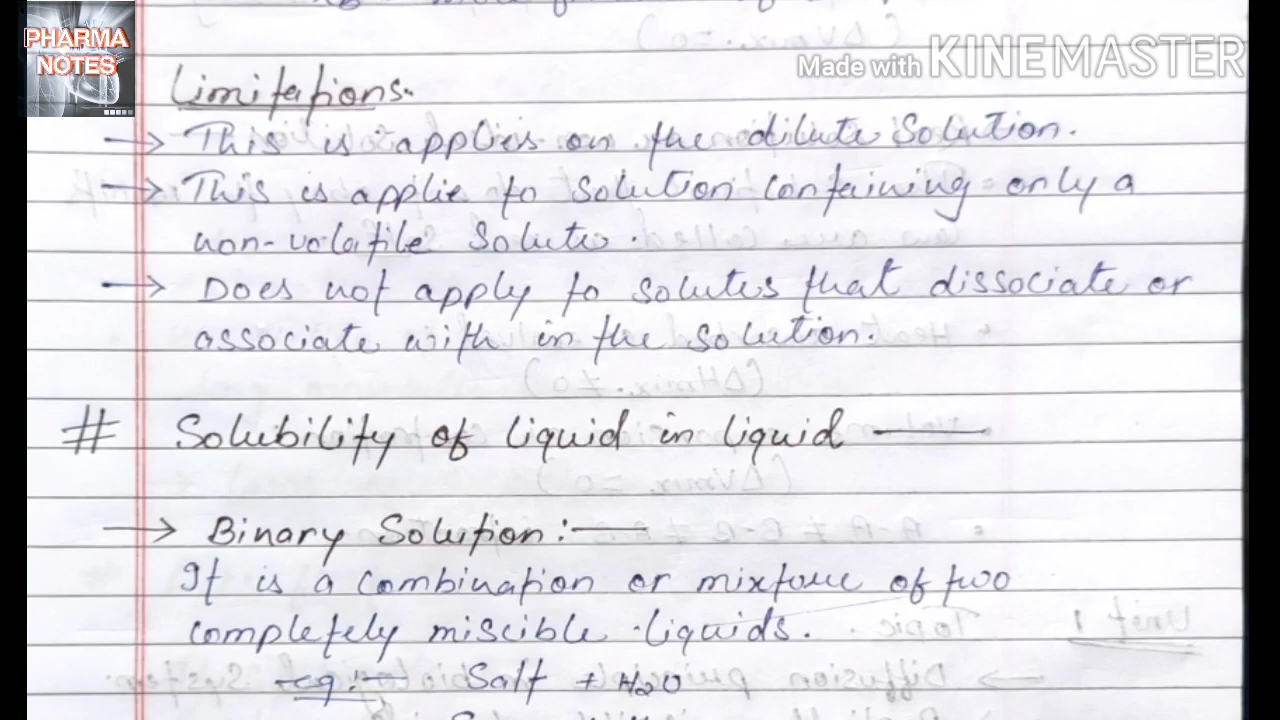 PHARMA
NOTES
Made with KINEMASTER
Limitations.
→ This is applies on the dilute Solution.
→ This is applie to solution containing only a
non-volatile Solute.
→ Does not apply to solutes that dissociate or
associate with in the solution.
# Solubility of liquid in liquid —
→ Binary Solution :—
It is a combination or mixture of two
completely miscible liquids.
eg:- Salt + H2O